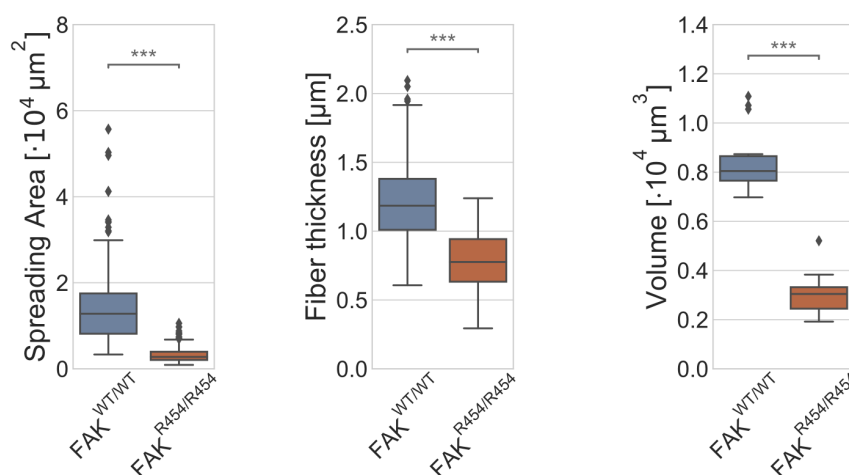 Spreading Area [·10⁴ μm²]
8
6
4
2
0
***
FAK^WT/WT
FAK^R454/R454
Fiber thickness [μm]
2.5
2.0
1.5
1.0
0.5
0.0
***
FAK^WT/WT
FAK^R454/R454
Volume [·10⁴ μm³]
1.4
1.2
1.0
0.8
0.6
0.4
0.2
0.0
***
FAK^WT/WT
FAK^R454/R454